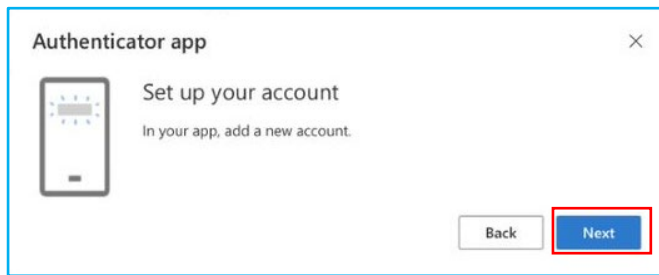 Authenticator app
Set up your account
In your app, add a new account.
Back Next